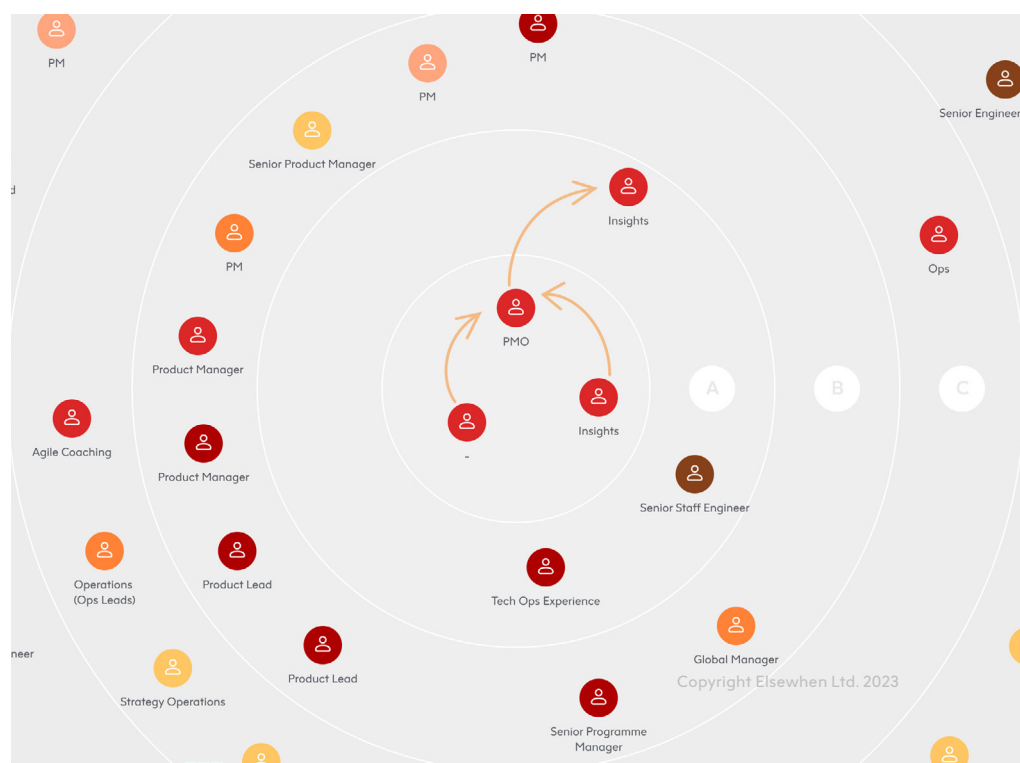 PM
PM
PM
Senior Engineer
Senior Product Manager
d
Insights
Ops
PM
PMO
Product Manager
A
B
C
Agile Coaching
Insights
-
Product Manager
Senior Staff Engineer
Operations
(Ops Leads)
Product Lead
Tech Ops Experience
neer
Product Lead
Global Manager
Copyright Elsewhen Ltd. 2023
Strategy Operations
Senior Programme
Manager